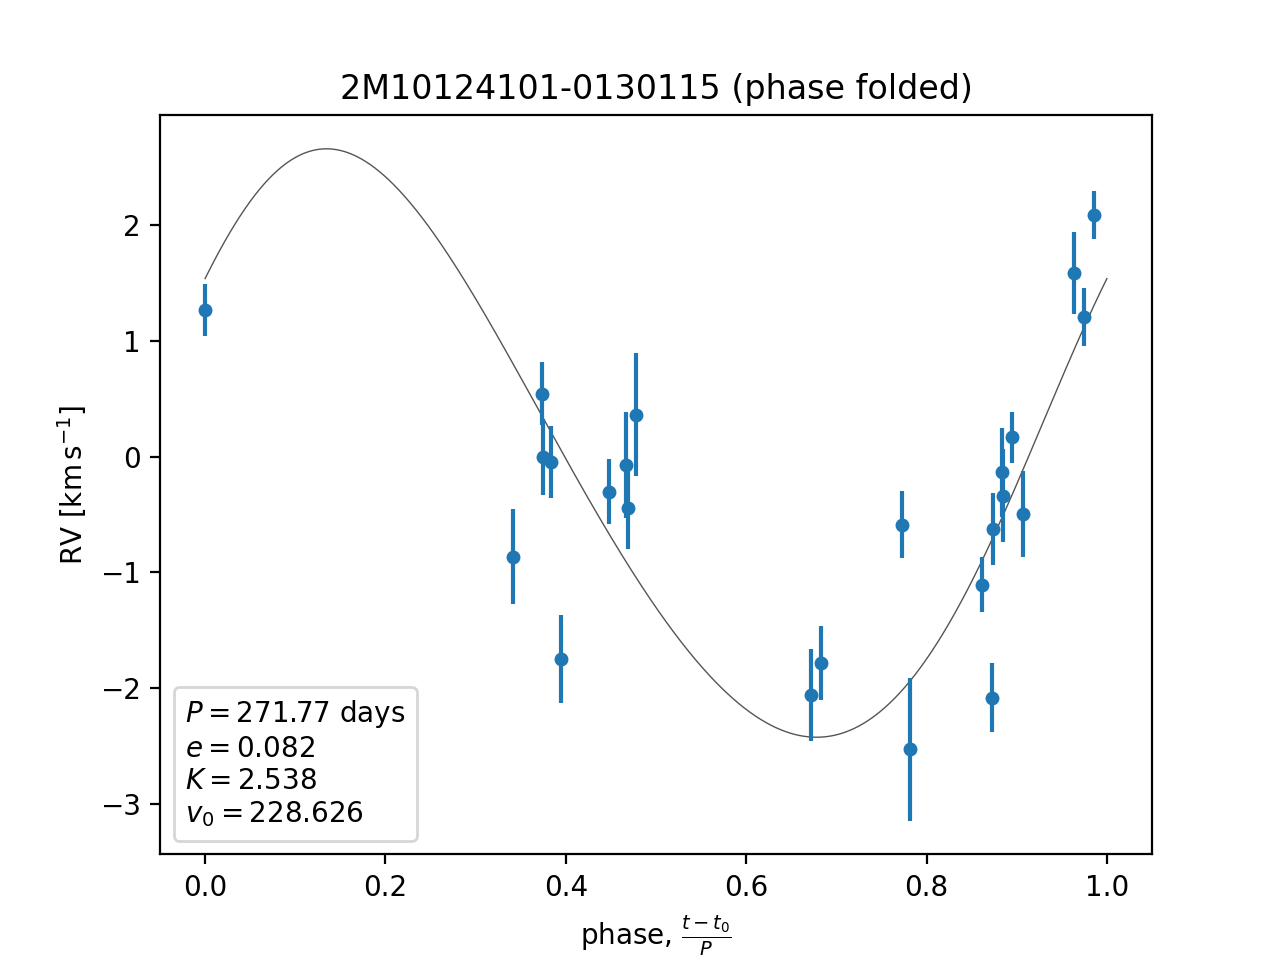 2M10124101-0130115 (phase folded)
RV [km s⁻¹]
2
1
0
−1
−2
−3
P = 271.77 days
e = 0.082
K = 2.538
v₀ = 228.626
0.0 0.2 0.4 0.6 0.8 1.0
phase, (t − t₀)/P